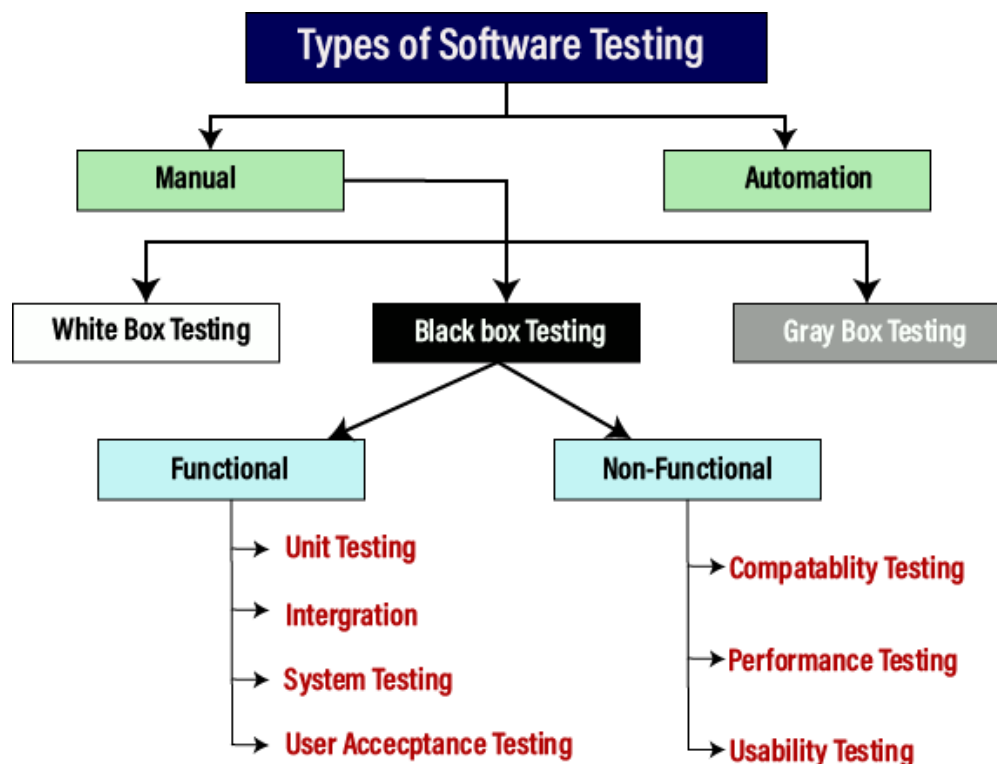 Types of Software Testing
Manual
Automation
White Box Testing
Black box Testing
Gray Box Testing
Functional
Non-Functional
Unit Testing
Intergration
System Testing
User Accecptance Testing
Compatablity Testing
Performance Testing
Usability Testing